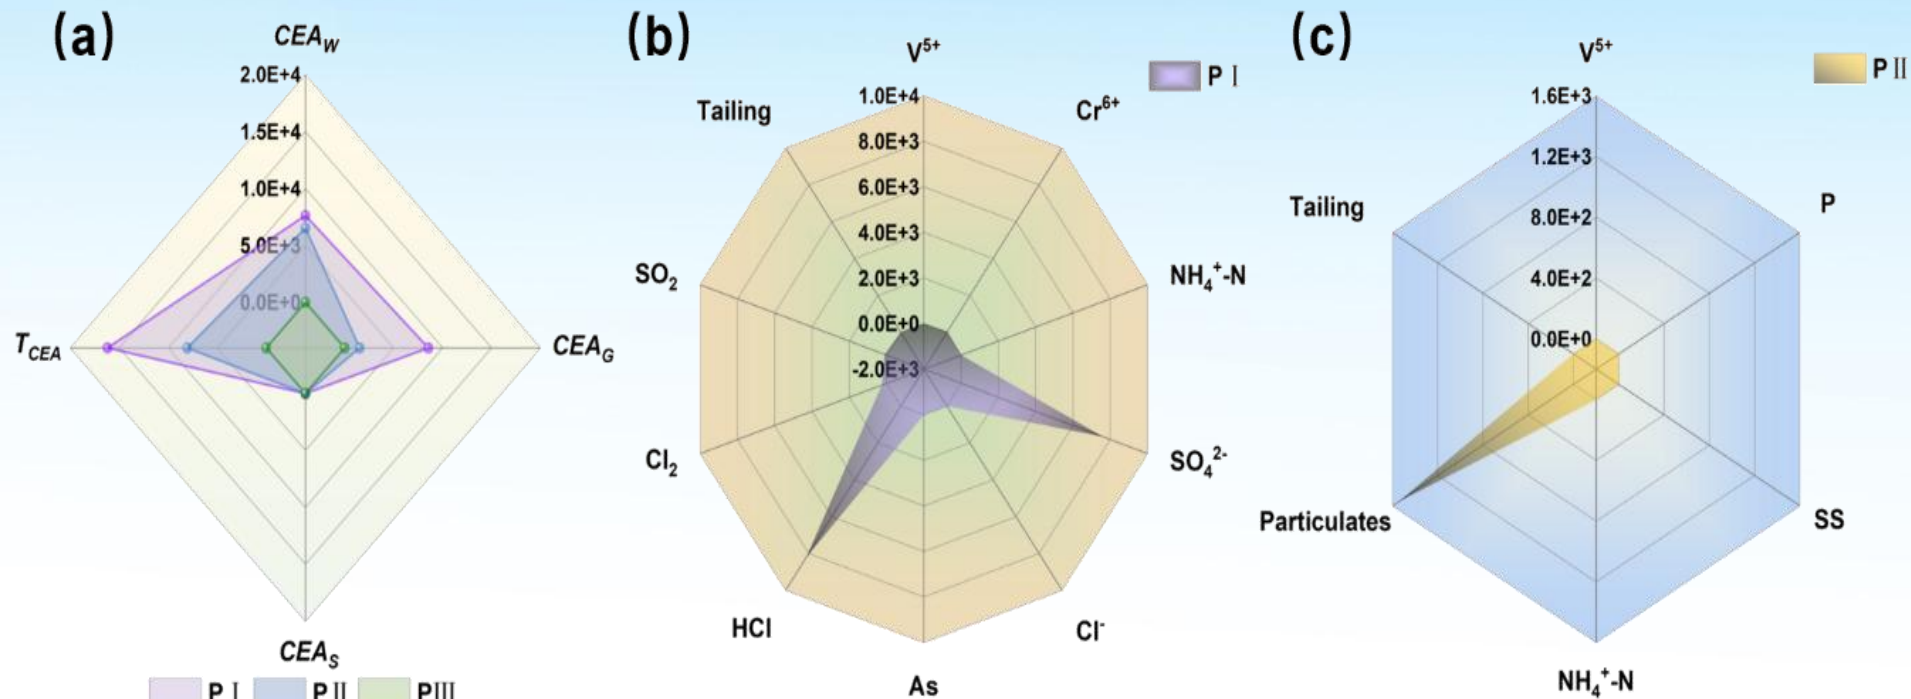 (a)
CEA_W
2.0E+4
1.5E+4
1.0E+4
5.0E+3
0.0E+0
T_CEA
CEA_G
CEA_S
P Ⅰ P Ⅱ PⅢ
(b)
P Ⅰ
V⁵⁺
Tailing
Cr⁶⁺
1.0E+4
8.0E+3
6.0E+3
4.0E+3
2.0E+3
0.0E+0
-2.0E+3
SO₂
NH₄⁺-N
Cl₂
SO₄²⁻
HCl
Cl⁻
As
(c)
P Ⅱ
V⁵⁺
1.6E+3
1.2E+3
8.0E+2
4.0E+2
0.0E+0
Tailing
P
Particulates
SS
NH₄⁺-N